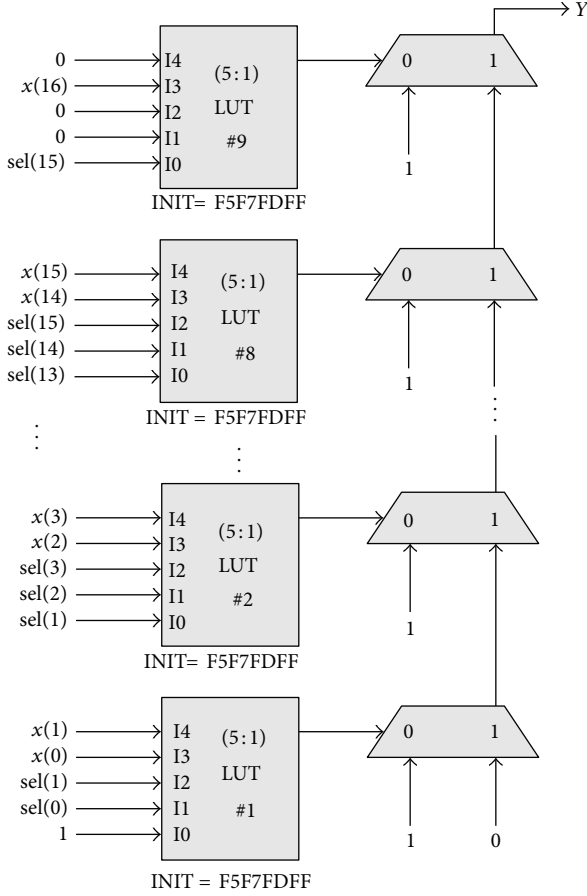 Y
0 I4 (5:1) 0 1
x(16) I3 LUT
0 I2 #9
0 I1
sel(15) I0 1
INIT= F5F7FDFF
x(15) I4 (5:1) 0 1
x(14) I3 LUT
sel(15) I2 #8
sel(14) I1
sel(13) I0 1
INIT = F5F7FDFF
x(3) I4 (5:1) 0 1
x(2) I3 LUT
sel(3) I2 #2
sel(2) I1
sel(1) I0 1
INIT= F5F7FDFF
x(1) I4 (5:1) 0 1
x(0) I3 LUT
sel(1) I2 #1
sel(0) I1
1 I0 1 0
INIT = F5F7FDFF